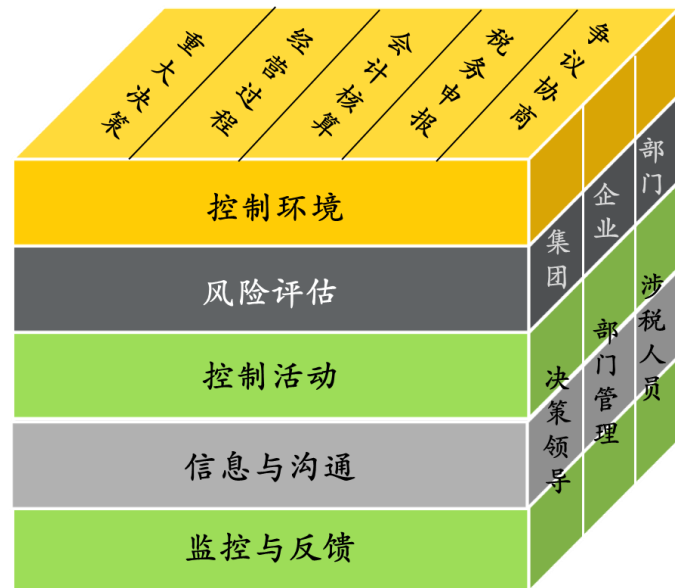 重大决策
经营过程
会计核算
税务申报
争议协商
控制环境
风险评估
控制活动
信息与沟通
监控与反馈
集团
企业
部门
决策领导
部门管理
涉税人员